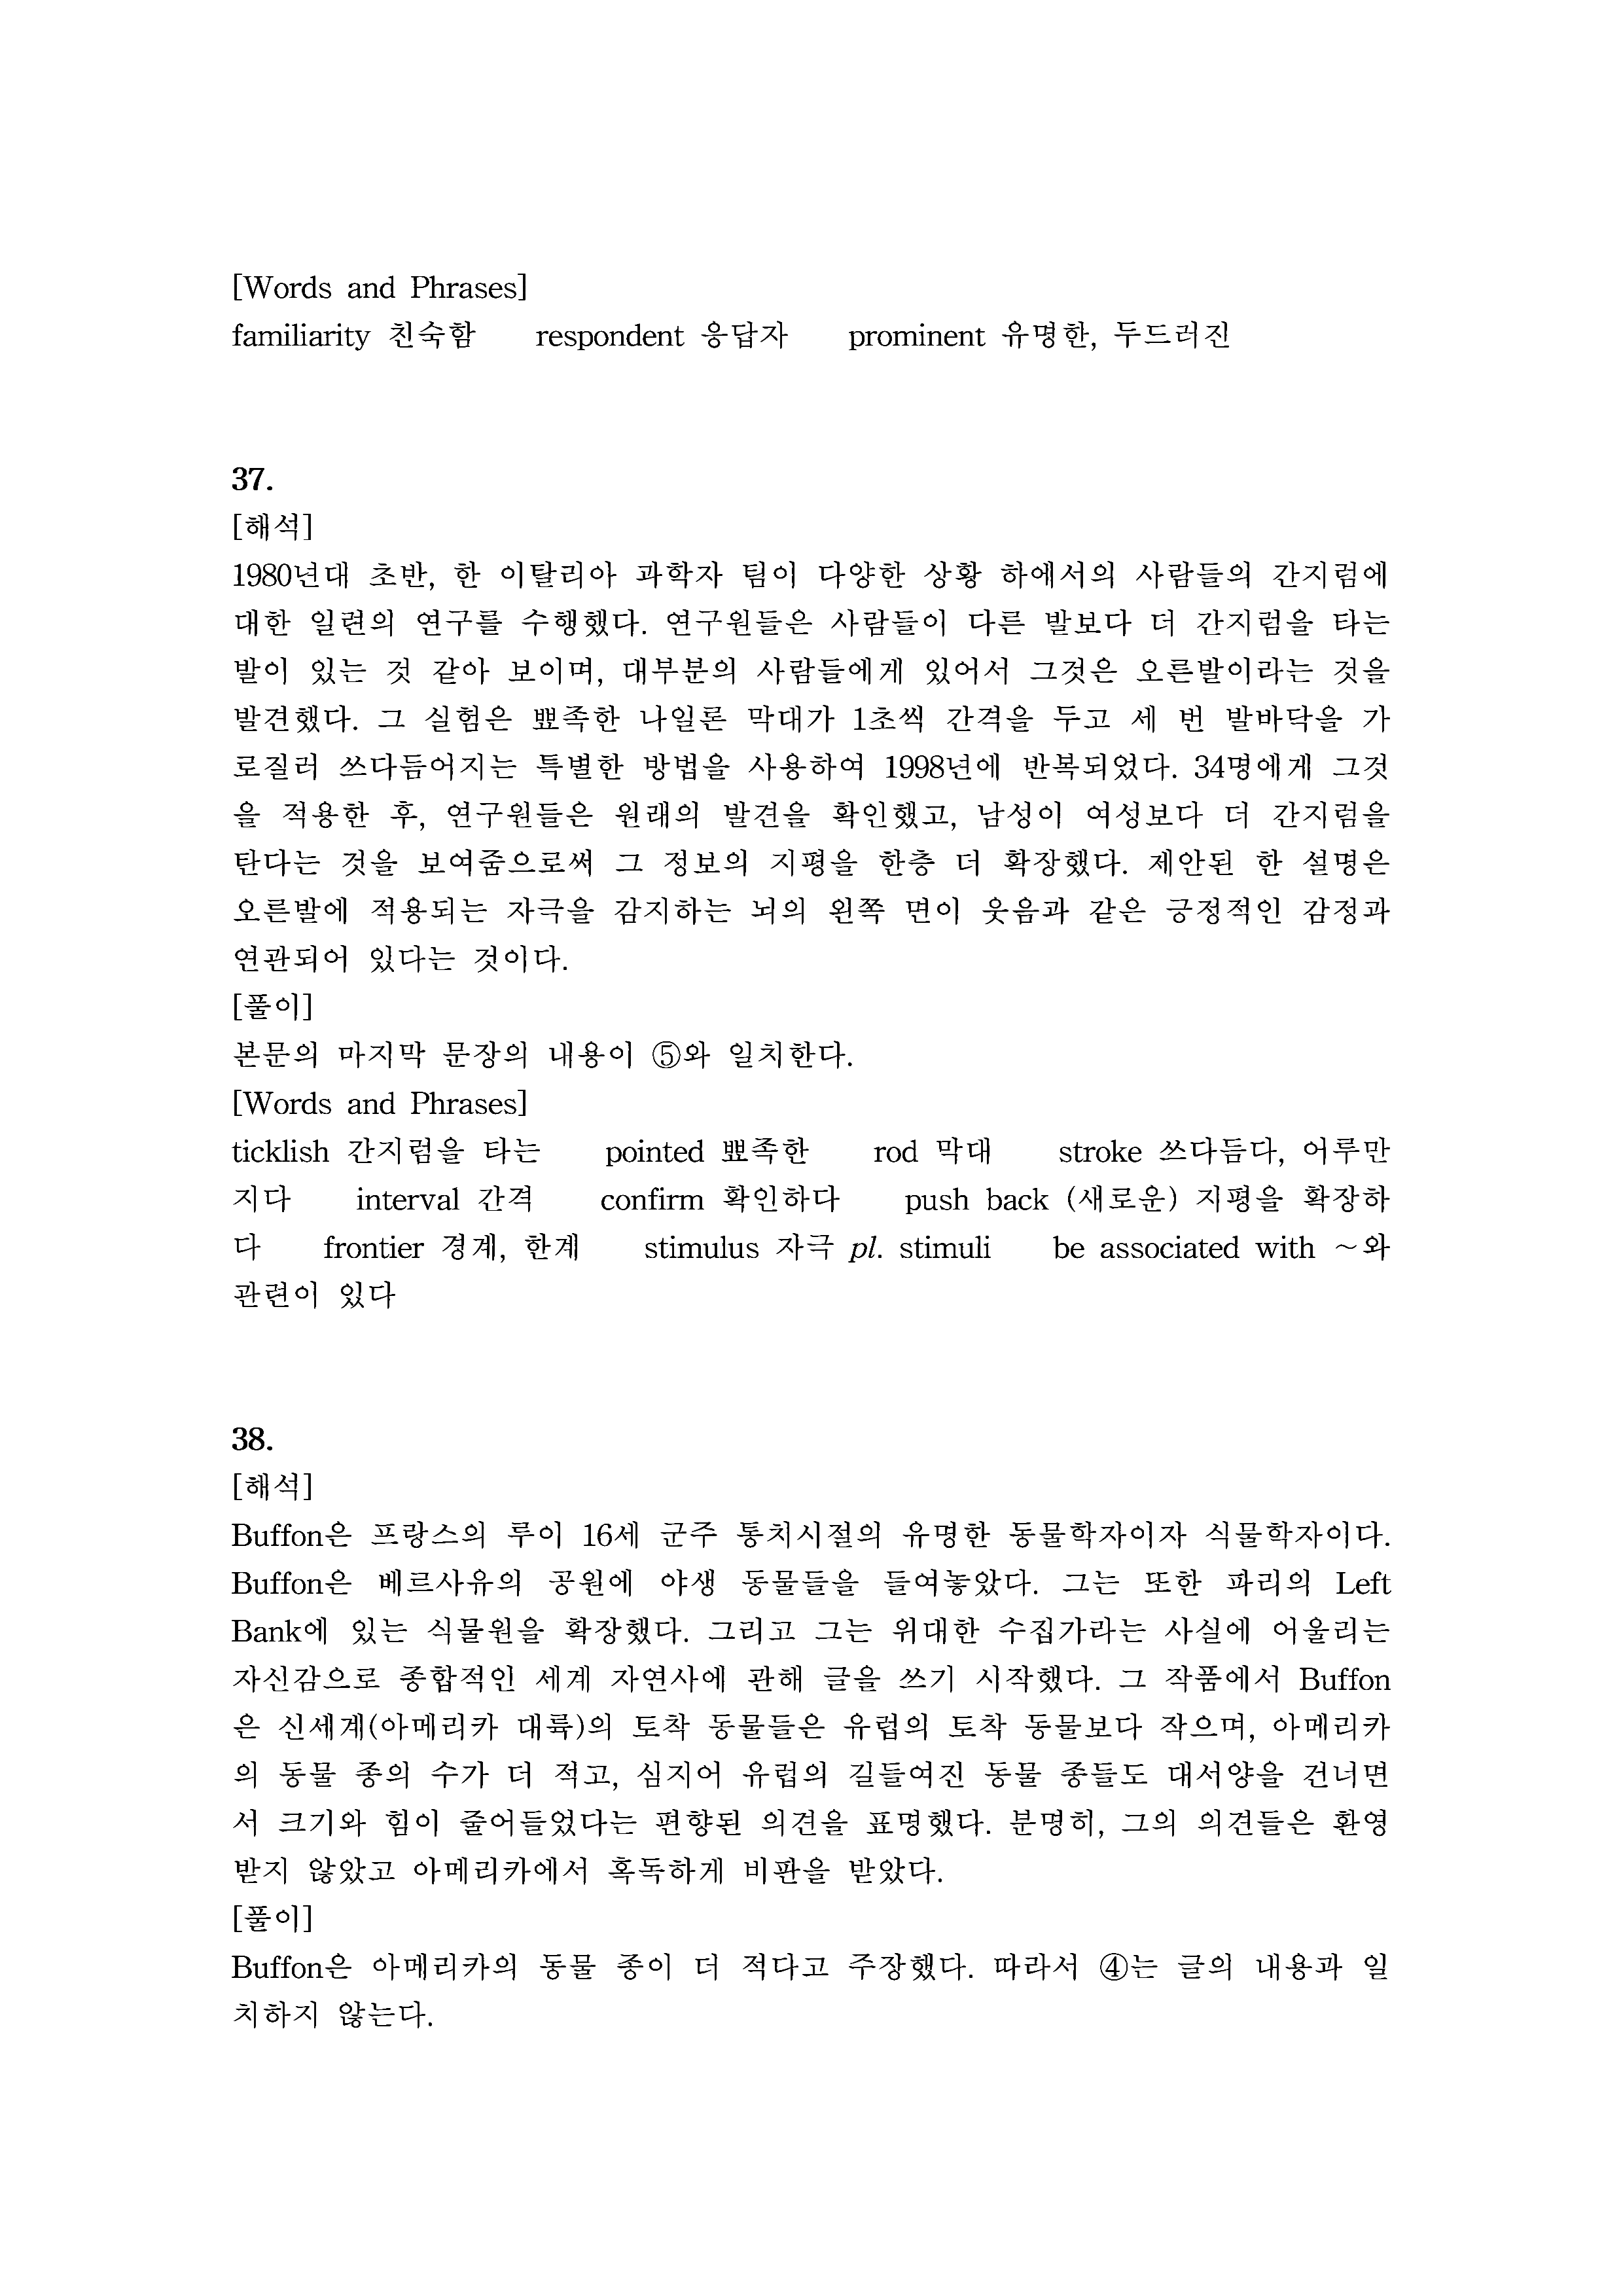 [Words and Phrases]
familiarity 친숙함 respondent 응답자 prominent 유명한, 두드러진
37.
[해석]
1980년대 초반, 한 이탈리아 과학자 팀이 다양한 상황 하에서의 사람들의 간지럼에
대한 일련의 연구를 수행했다. 연구원들은 사람들이 다른 발보다 더 간지럼을 타는
발이 있는 것 같아 보이며, 대부분의 사람들에게 있어서 그것은 오른발이라는 것을
발견했다. 그 실험은 뾰족한 나일론 막대가 1초씩 간격을 두고 세 번 발바닥을 가
로질러 쓰다듬어지는 특별한 방법을 사용하여 1998년에 반복되었다. 34명에게 그것
을 적용한 후, 연구원들은 원래의 발견을 확인했고, 남성이 여성보다 더 간지럼을
탄다는 것을 보여줌으로써 그 정보의 지평을 한층 더 확장했다. 제안된 한 설명은
오른발에 적용되는 자극을 감지하는 뇌의 왼쪽 면이 웃음과 같은 긍정적인 감정과
연관되어 있다는 것이다.
[풀이]
본문의 마지막 문장의 내용이 ⑤와 일치한다.
[Words and Phrases]
ticklish 간지럼을 타는 pointed 뾰족한 rod 막대 stroke 쓰다듬다, 어루만
지다 interval 간격 confirm 확인하다 push back (새로운) 지평을 확장하
다 frontier 경계, 한계 stimulus 자극 pl. stimuli be associated with ～와
관련이 있다
38.
[해석]
Buffon은 프랑스의 루이 16세 군주 통치시절의 유명한 동물학자이자 식물학자이다.
Buffon은 베르사유의 공원에 야생 동물들을 들여놓았다. 그는 또한 파리의 Left
Bank에 있는 식물원을 확장했다. 그리고 그는 위대한 수집가라는 사실에 어울리는
자신감으로 종합적인 세계 자연사에 관해 글을 쓰기 시작했다. 그 작품에서 Buffon
은 신세계(아메리카 대륙)의 토착 동물들은 유럽의 토착 동물보다 작으며, 아메리카
의 동물 종의 수가 더 적고, 심지어 유럽의 길들여진 동물 종들도 대서양을 건너면
서 크기와 힘이 줄어들었다는 편향된 의견을 표명했다. 분명히, 그의 의견들은 환영
받지 않았고 아메리카에서 혹독하게 비판을 받았다.
[풀이]
Buffon은 아메리카의 동물 종이 더 적다고 주장했다. 따라서 ④는 글의 내용과 일
치하지 않는다.